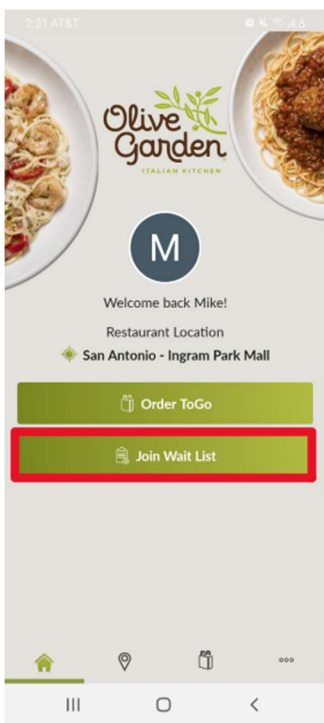 2:21 AT&T
Olive
Garden
ITALIAN KITCHEN
M
Welcome back Mike!
Restaurant Location
San Antonio - Ingram Park Mall
Order ToGo
Join Wait List